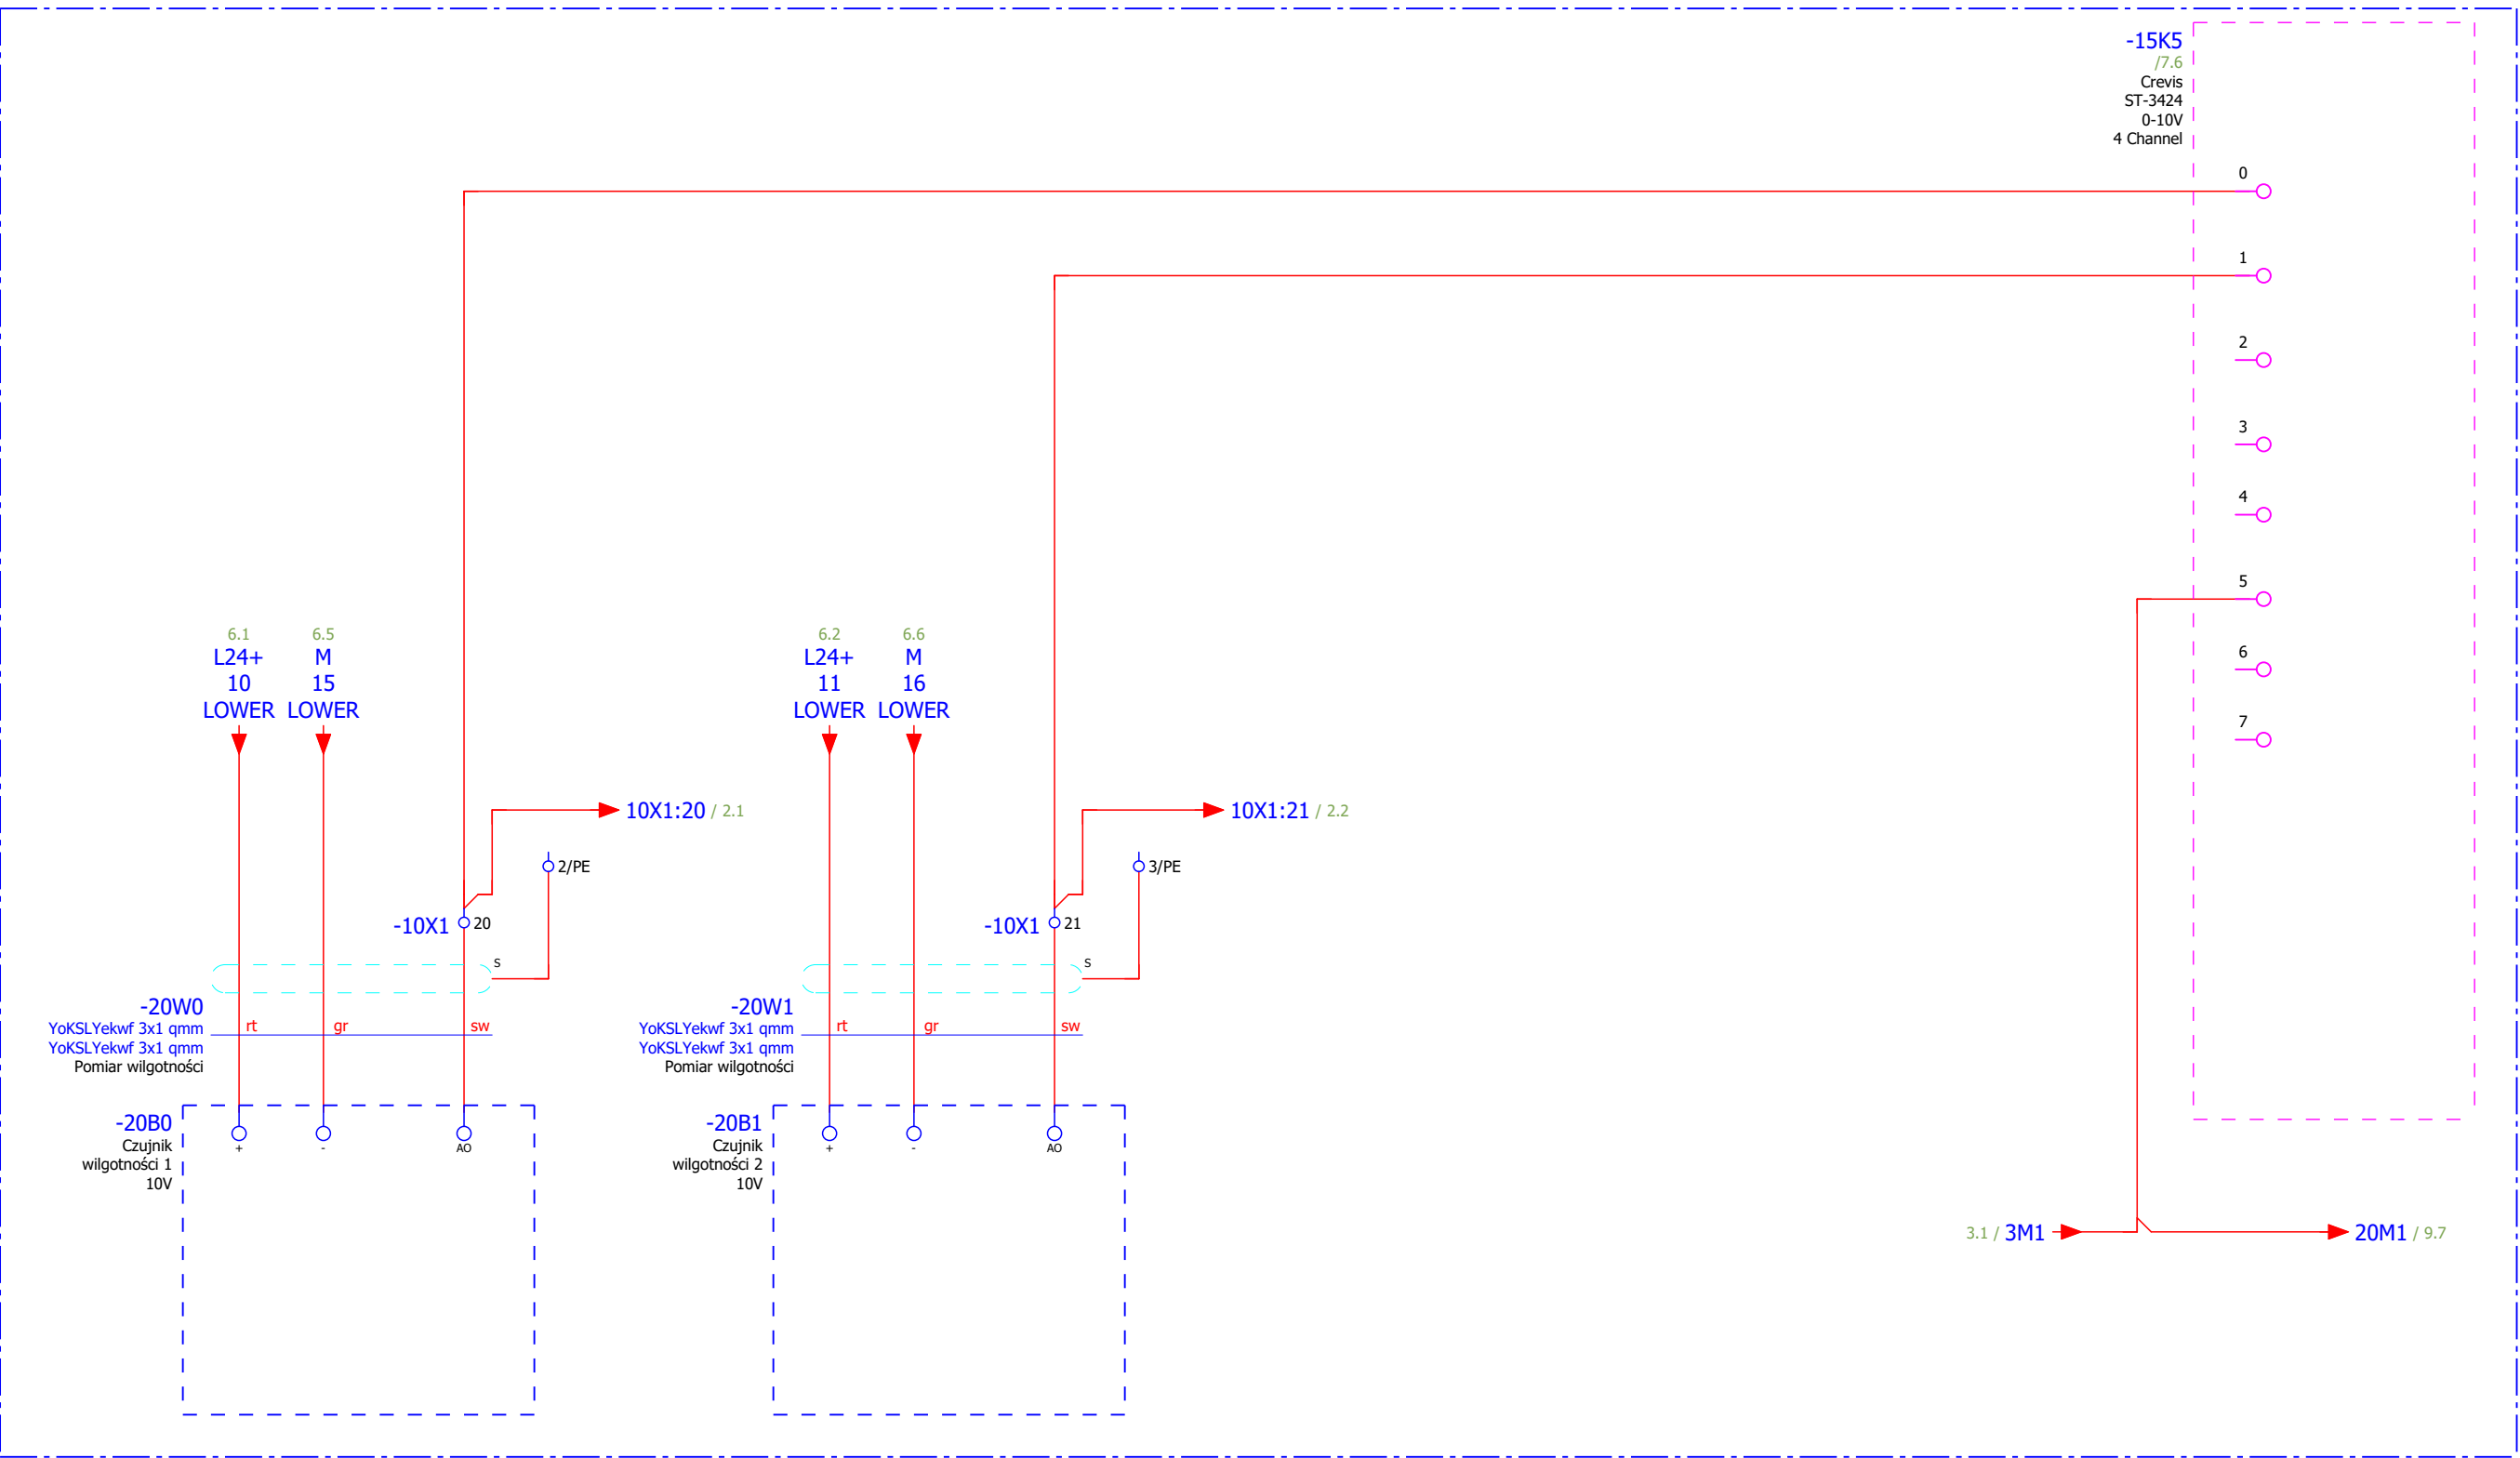 -15K5
/7.6
Crevis
ST-3424
0-10V
4 Channel
0
1
2
3
4
5
6
7
6.1
L24+
10
LOWER
6.5
M
15
LOWER
6.2
L24+
11
LOWER
6.6
M
16
LOWER
10X1:20 / 2.1
10X1:21 / 2.2
2/PE
3/PE
-10X1 20
-10X1 21
s
s
-20W0
YoKSLYekwf 3x1 qmm
YoKSLYekwf 3x1 qmm
Pomiar wilgotności
rt gr sw
-20W1
YoKSLYekwf 3x1 qmm
YoKSLYekwf 3x1 qmm
Pomiar wilgotności
rt gr sw
-20B0
Czujnik
wilgotności 1
10V
+ - AO
-20B1
Czujnik
wilgotności 2
10V
+ - AO
3.1 / 3M1
20M1 / 9.7